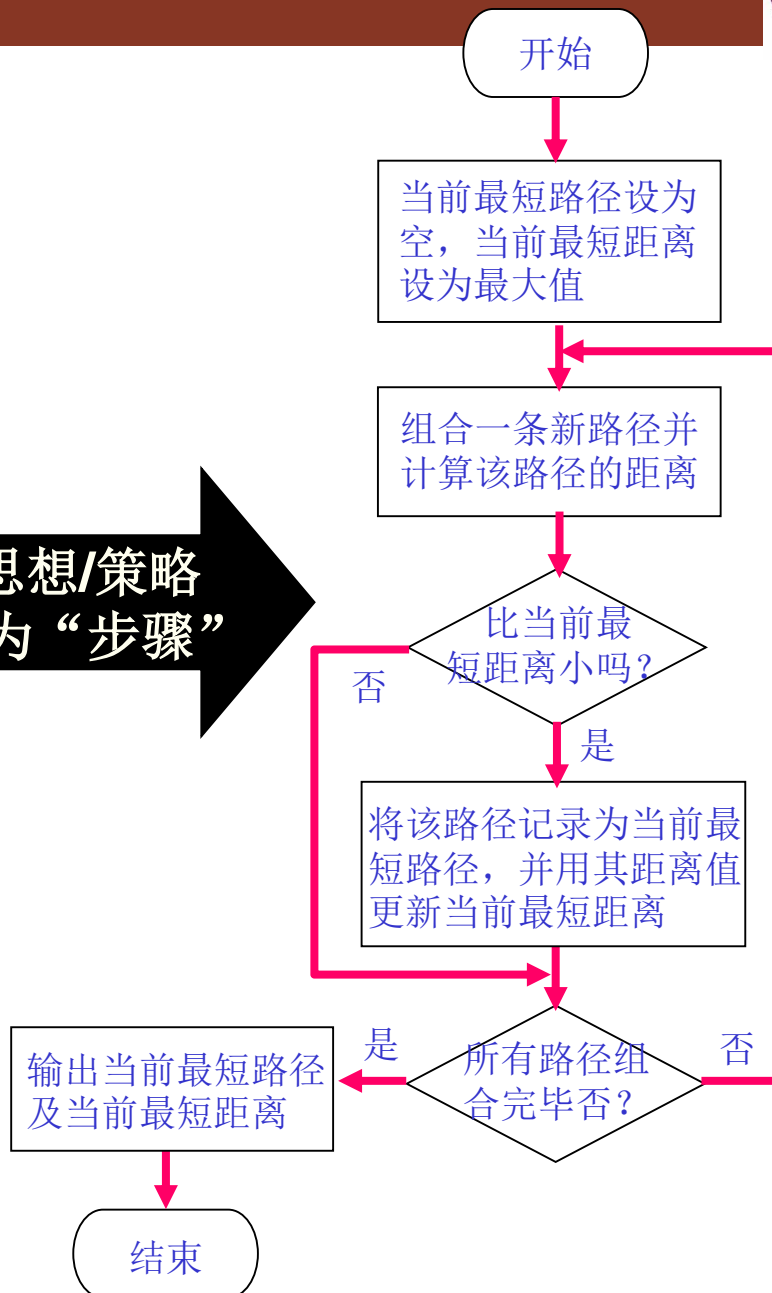 开始
当前最短路径设为
空，当前最短距离
设为最大值
组合一条新路径并
计算该路径的距离
思想/策略
为“步骤”
比当前最
短距离小吗？
否
是
将该路径记录为当前最
短路径，并用其距离值
更新当前最短距离
所有路径组
合完毕否？
是
否
输出当前最短路径
及当前最短距离
结束